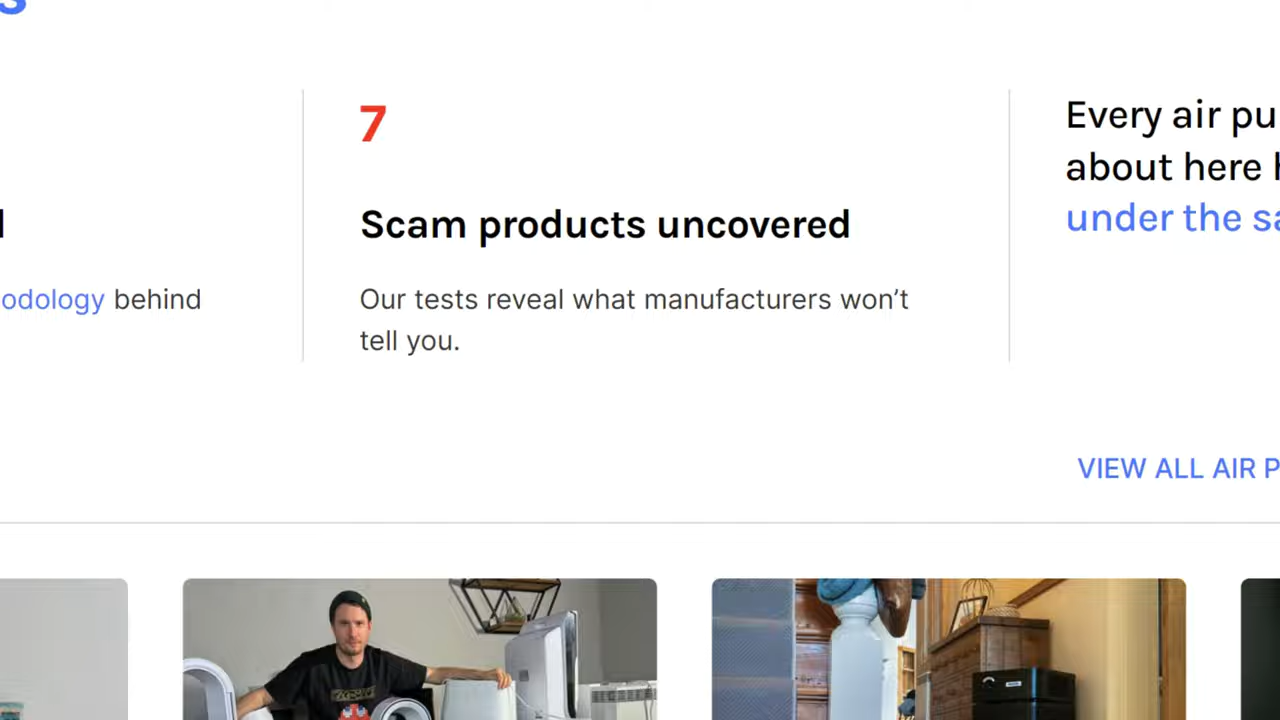 7
Scam products uncovered
odology behind
Our tests reveal what manufacturers won’t
tell you.
Every air pu
about here
under the sa
VIEW ALL AIR P